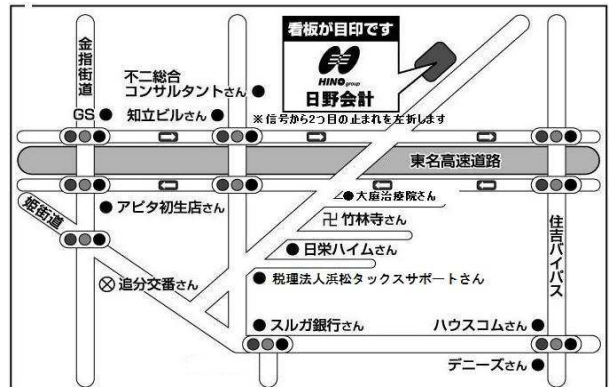 看板が目印です
HINO group
日野会計
※信号から2つ目の止まれを左折します
金指街道
不二総合
コンサルタントさん
GS
知立ビルさん
東名高速道路
大庭治療院さん
アピタ初生店さん
卍竹林寺さん
姫街道
日栄ハイムさん
住吉バイパス
追分交番さん
税理法人浜松タックスサポートさん
スルガ銀行さん
ハウスコムさん
デニーズさん